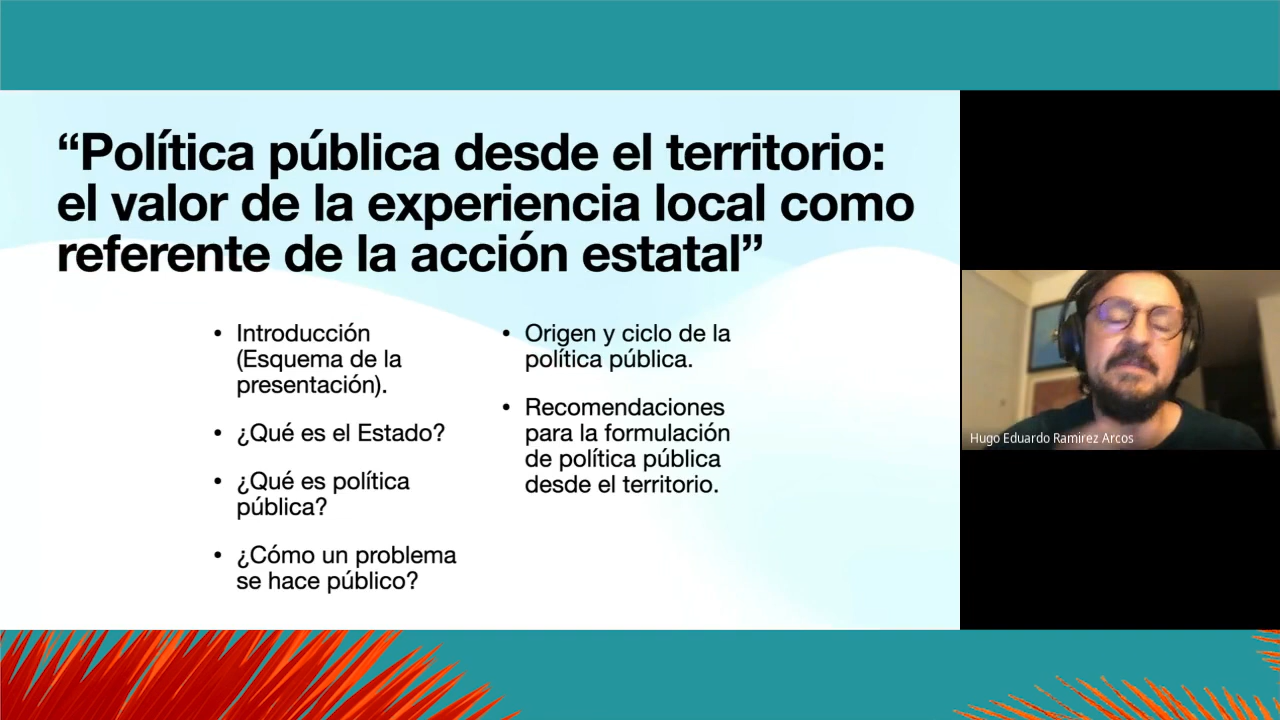 “Política pública desde el territorio:
el valor de la experiencia local como
referente de la acción estatal”
• Introducción
(Esquema de la
presentación).
• ¿Qué es el Estado?
• ¿Qué es política
pública?
• ¿Cómo un problema
se hace público?
• Origen y ciclo de la
política pública.
• Recomendaciones
para la formulación
de política pública
desde el territorio.
Hugo Eduardo Ramirez Arcos